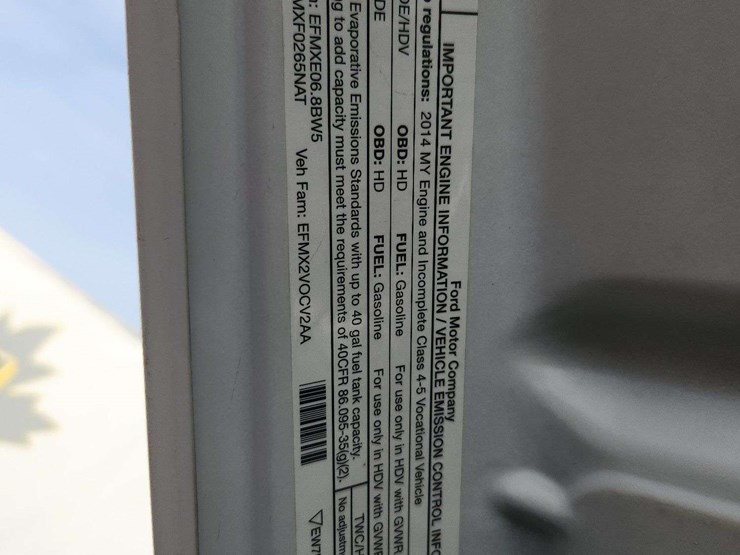 Ford Motor Company
IMPORTANT ENGINE INFORMATION / VEHICLE EMISSION CONTROL INFO
regulations: 2014 MY Engine and Incomplete Class 4-5 Vocational Vehicle
DE/HDV OBD: HD FUEL: Gasoline For use only in HDV with GVWR
DE OBD: HD FUEL: Gasoline For use only in HDV with GVWR
Evaporative Emissions Standards with up to 40 gal fuel tank capacity. TWC/H
g to add capacity must meet the requirements of 40CFR 86.095-35(g)(2). No adjustm
: EFMXE06.8BW5 Veh Fam: EFMX2VOCV2AA
MXF0265NAT